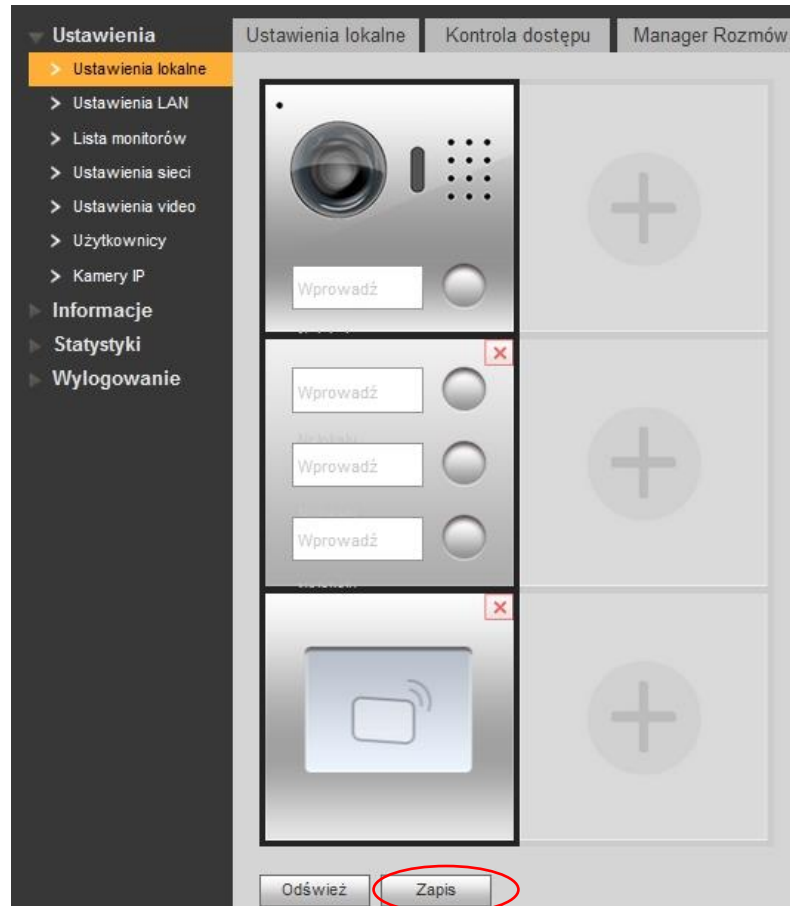 Ustawienia
Ustawienia lokalne
Ustawienia LAN
Lista monitorów
Ustawienia sieci
Ustawienia video
Użytkownicy
Kamery IP
Informacje
Statystyki
Wylogowanie
Ustawienia lokalne
Kontrola dostępu
Manager Rozmów
Wprowadź
Wprowadź
Wprowadź
Wprowadź
Odśwież
Zapis